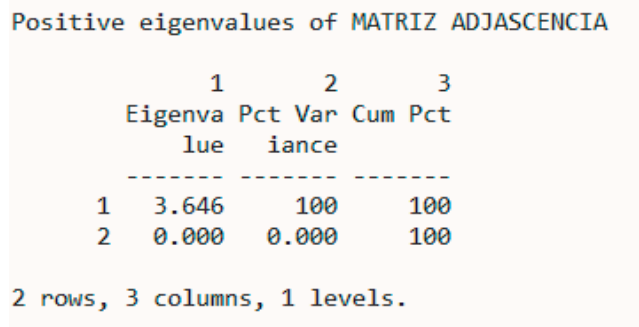 Positive eigenvalues of MATRIZ ADJASCENCIA
1 2 3
Eigenva Pct Var Cum Pct
lue iance
------- ------- -------
1 3.646 100 100
2 0.000 0.000 100
2 rows, 3 columns, 1 levels.